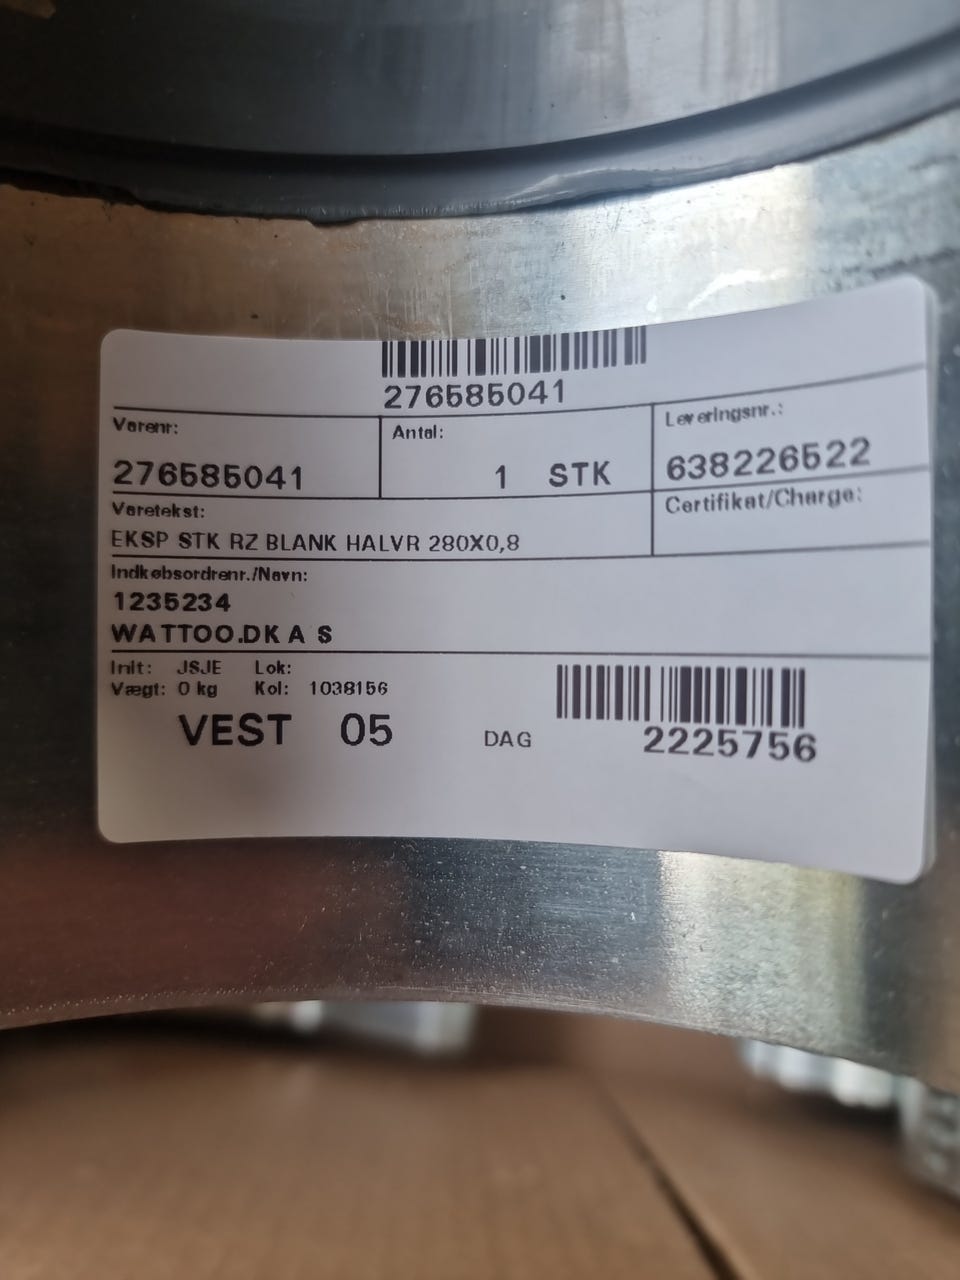 276585041
Varenr:
276585041
Antal:
1 STK
Leveringsnr.:
638226522
Varetekst:
EKSP STK RZ BLANK HALVR 280X0,8
Certifikat/Charge:
Indkøbsordrenr./Navn:
1235234
WATTOO.DK A S
Init: JSJE Lok:
Vægt: 0 kg Kol: 1038156
VEST 05
DAG
2225756